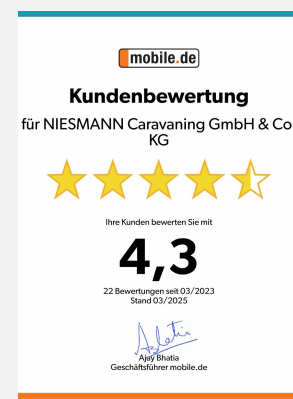 mobile.de
Kundenbewertung
für NIESMANN Caravaning GmbH & Co
KG
Ihre Kunden bewerten Sie mit
4,3
22 Bewertungen seit 03/2023
Stand 03/2025
Ajay Bhatia
Geschäftsführer mobile.de